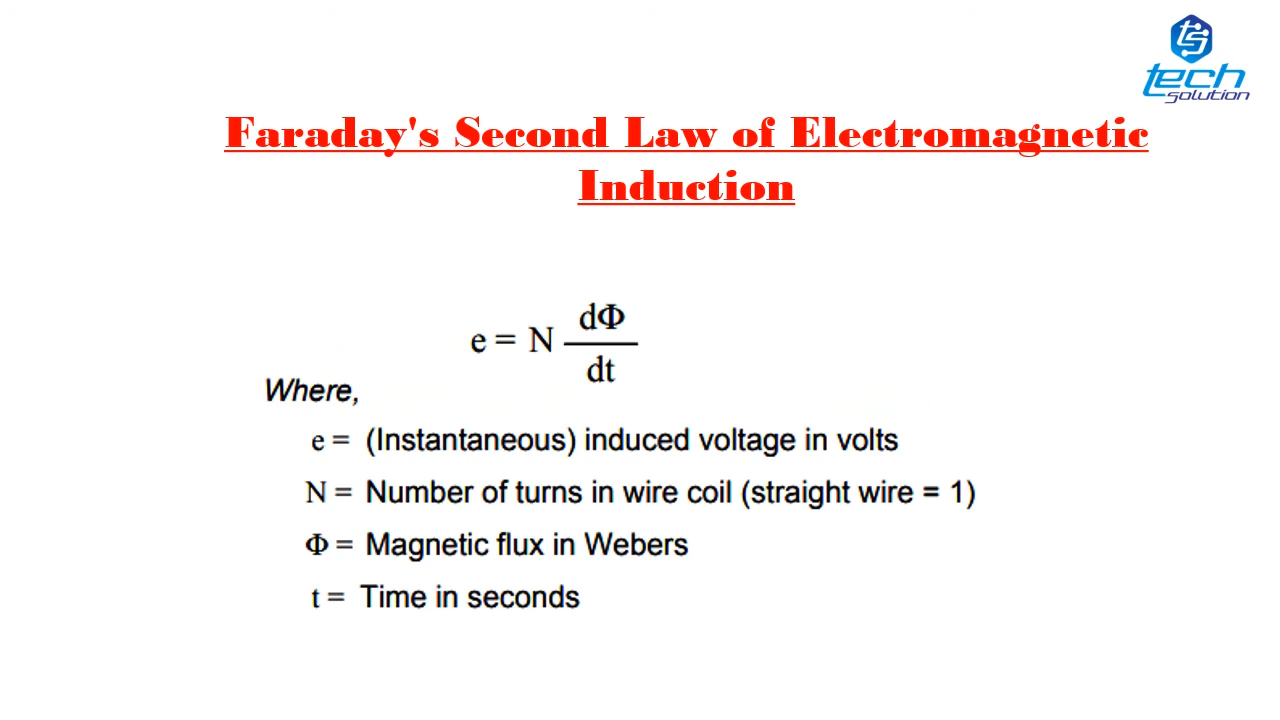 ts
tech
solution
Faraday's Second Law of Electromagnetic
Induction
e = N dΦ
dt
Where,
e = (Instantaneous) induced voltage in volts
N = Number of turns in wire coil (straight wire = 1)
Φ = Magnetic flux in Webers
t = Time in seconds